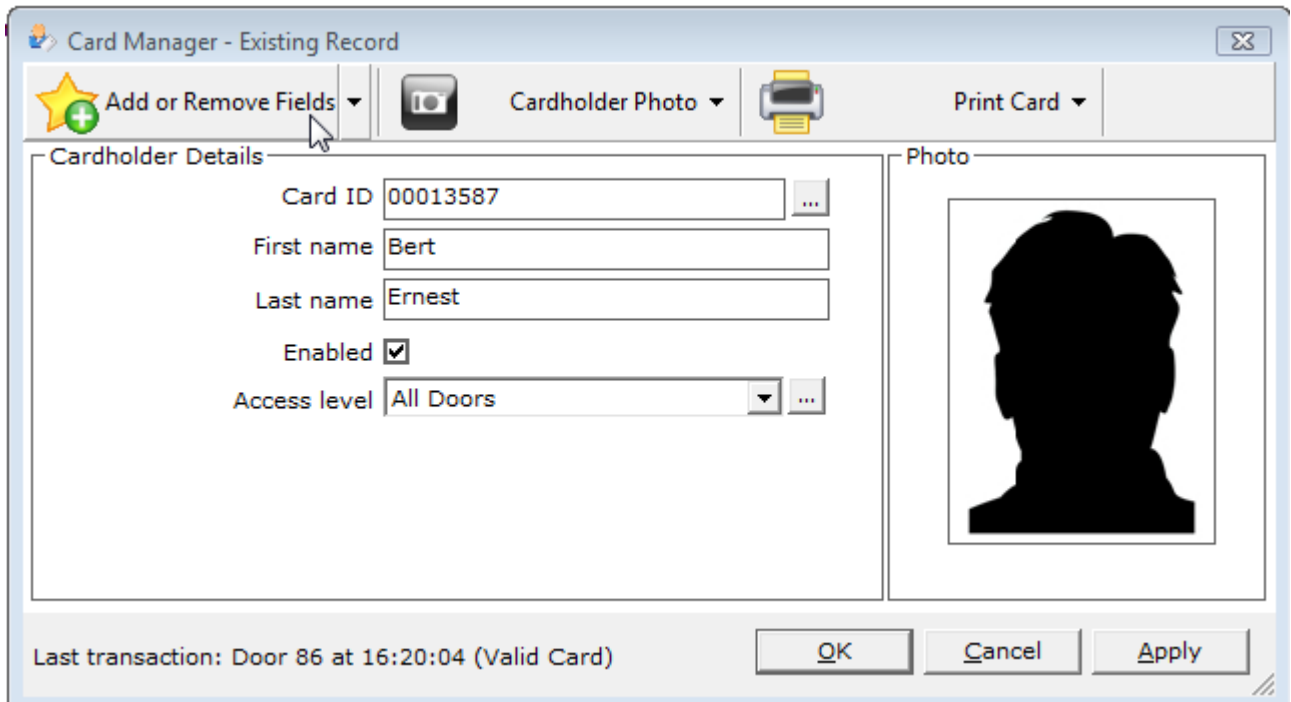 Card Manager - Existing Record
Add or Remove Fields Cardholder Photo Print Card
Cardholder Details
Card ID 00013587 ...
First name Bert
Last name Ernest
Enabled
Access level All Doors ...
Photo
Last transaction: Door 86 at 16:20:04 (Valid Card)
OK Cancel Apply